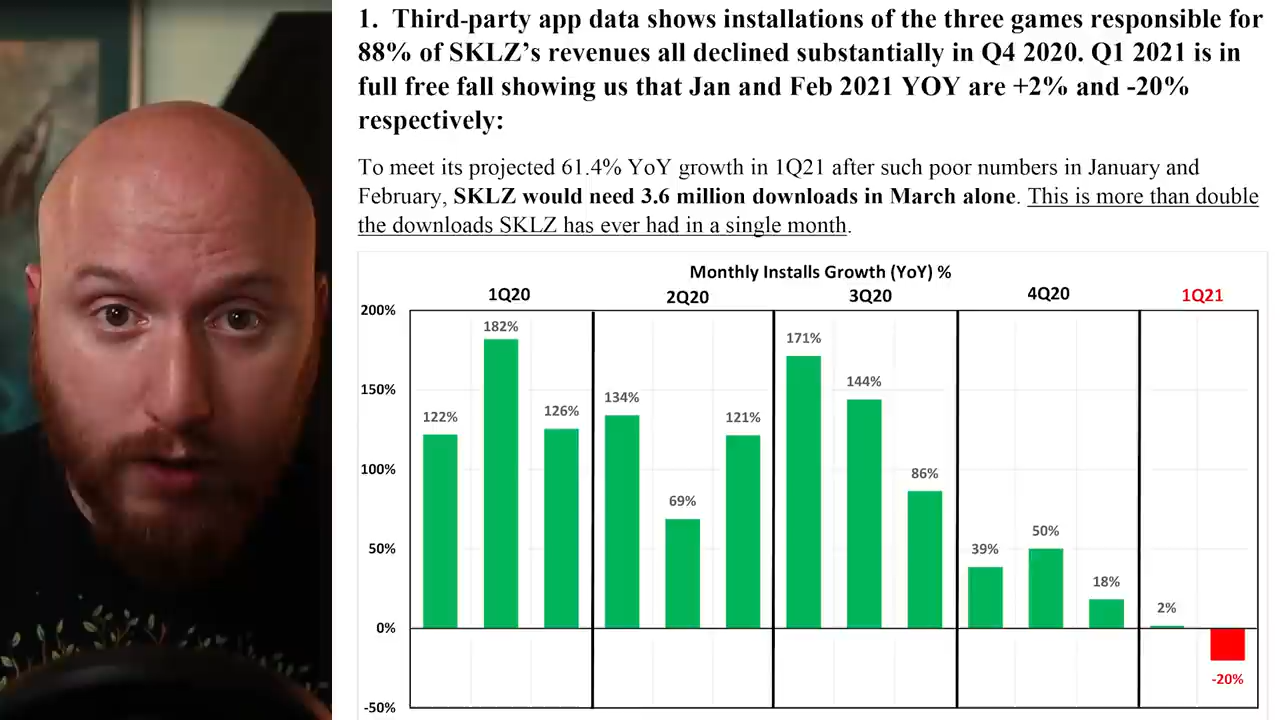 1. Third-party app data shows installations of the three games responsible for
88% of SKLZ’s revenues all declined substantially in Q4 2020. Q1 2021 is in
full free fall showing us that Jan and Feb 2021 YOY are +2% and -20%
respectively:
To meet its projected 61.4% YoY growth in 1Q21 after such poor numbers in January and
February, SKLZ would need 3.6 million downloads in March alone. This is more than double
the downloads SKLZ has ever had in a single month.
Monthly Installs Growth (YoY) %
1Q20 2Q20 3Q20 4Q20 1Q21
200%
150%
100%
50%
0%
-50%
122% 182% 126% 134% 69% 121% 171% 144% 86% 39% 50% 18% 2% -20%